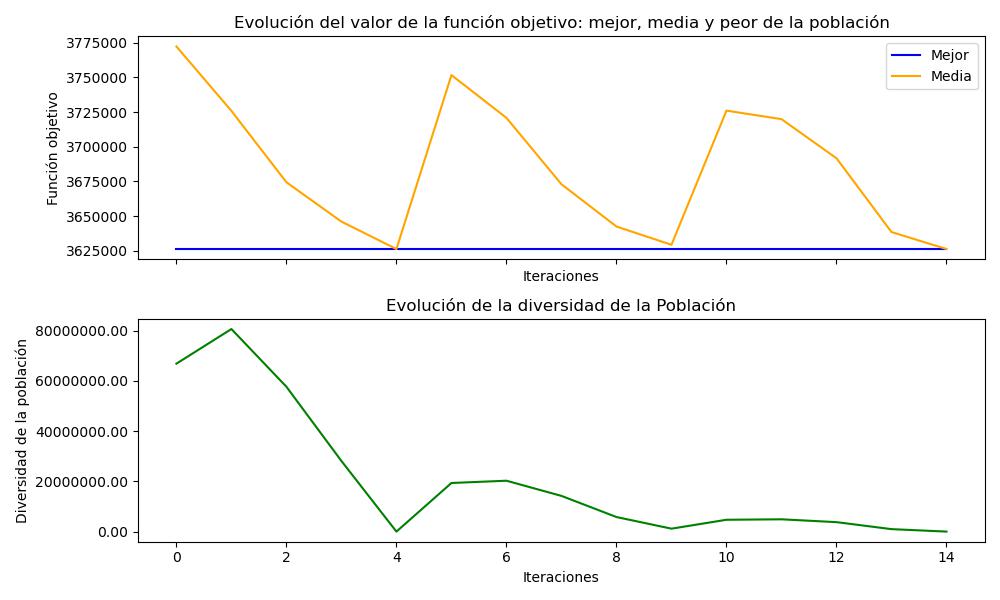 Evolución del valor de la función objetivo: mejor, media y peor de la población
3775000
3750000
3725000
3700000
3675000
3650000
3625000
Función objetivo
Mejor
Media
Iteraciones
Evolución de la diversidad de la Población
80000000.00
60000000.00
40000000.00
20000000.00
0.00
Diversidad de la población
0 2 4 6 8 10 12 14
Iteraciones